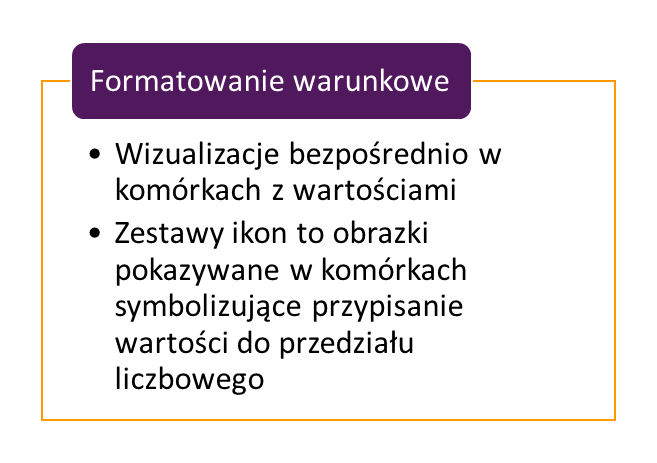 Formatowanie warunkowe
• Wizualizacje bezpośrednio w
komórkach z wartościami
• Zestawy ikon to obrazki
pokazywane w komórkach
symbolizujące przypisanie
wartości do przedziału
liczbowego